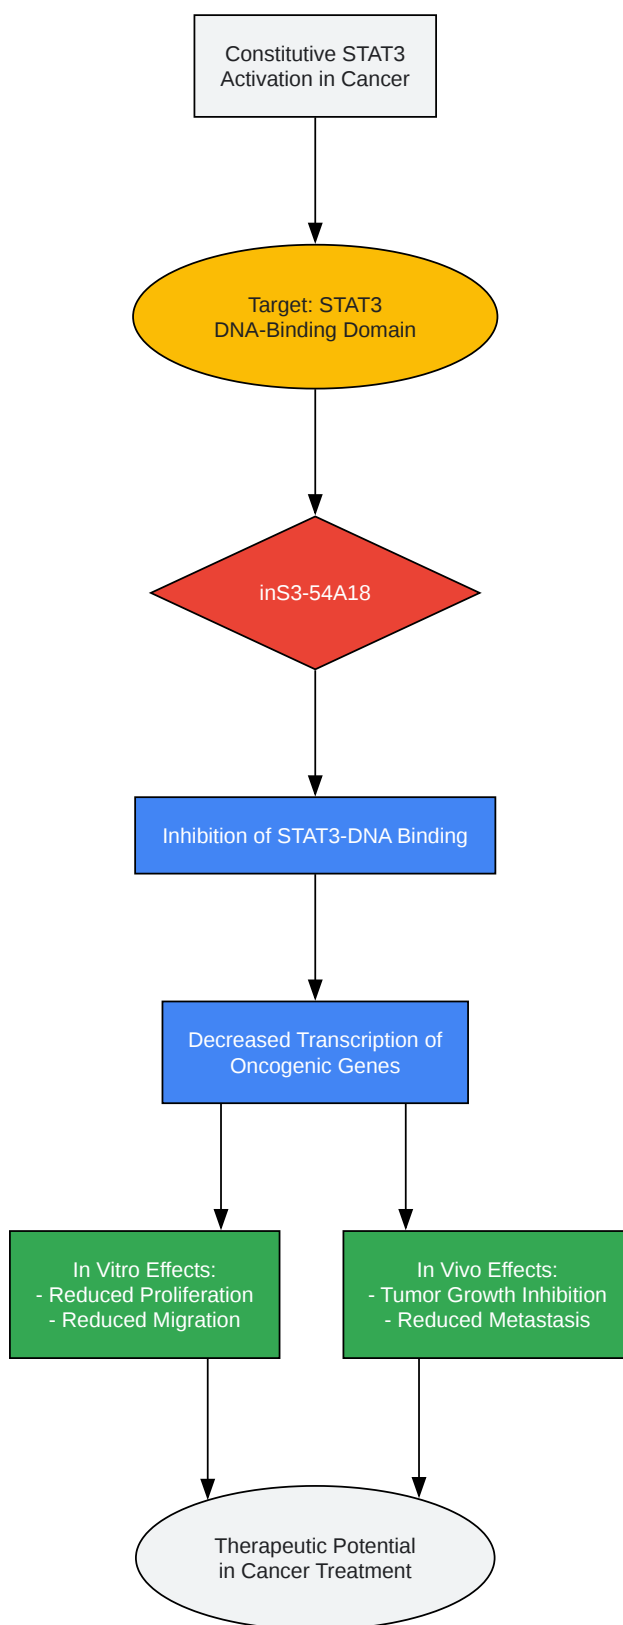 Constitutive STAT3
Activation in Cancer
Target: STAT3
DNA-Binding Domain
inS3-54A18
Inhibition of STAT3-DNA Binding
Decreased Transcription of
Oncogenic Genes
In Vitro Effects:
- Reduced Proliferation
- Reduced Migration
In Vivo Effects:
- Tumor Growth Inhibition
- Reduced Metastasis
Therapeutic Potential
in Cancer Treatment